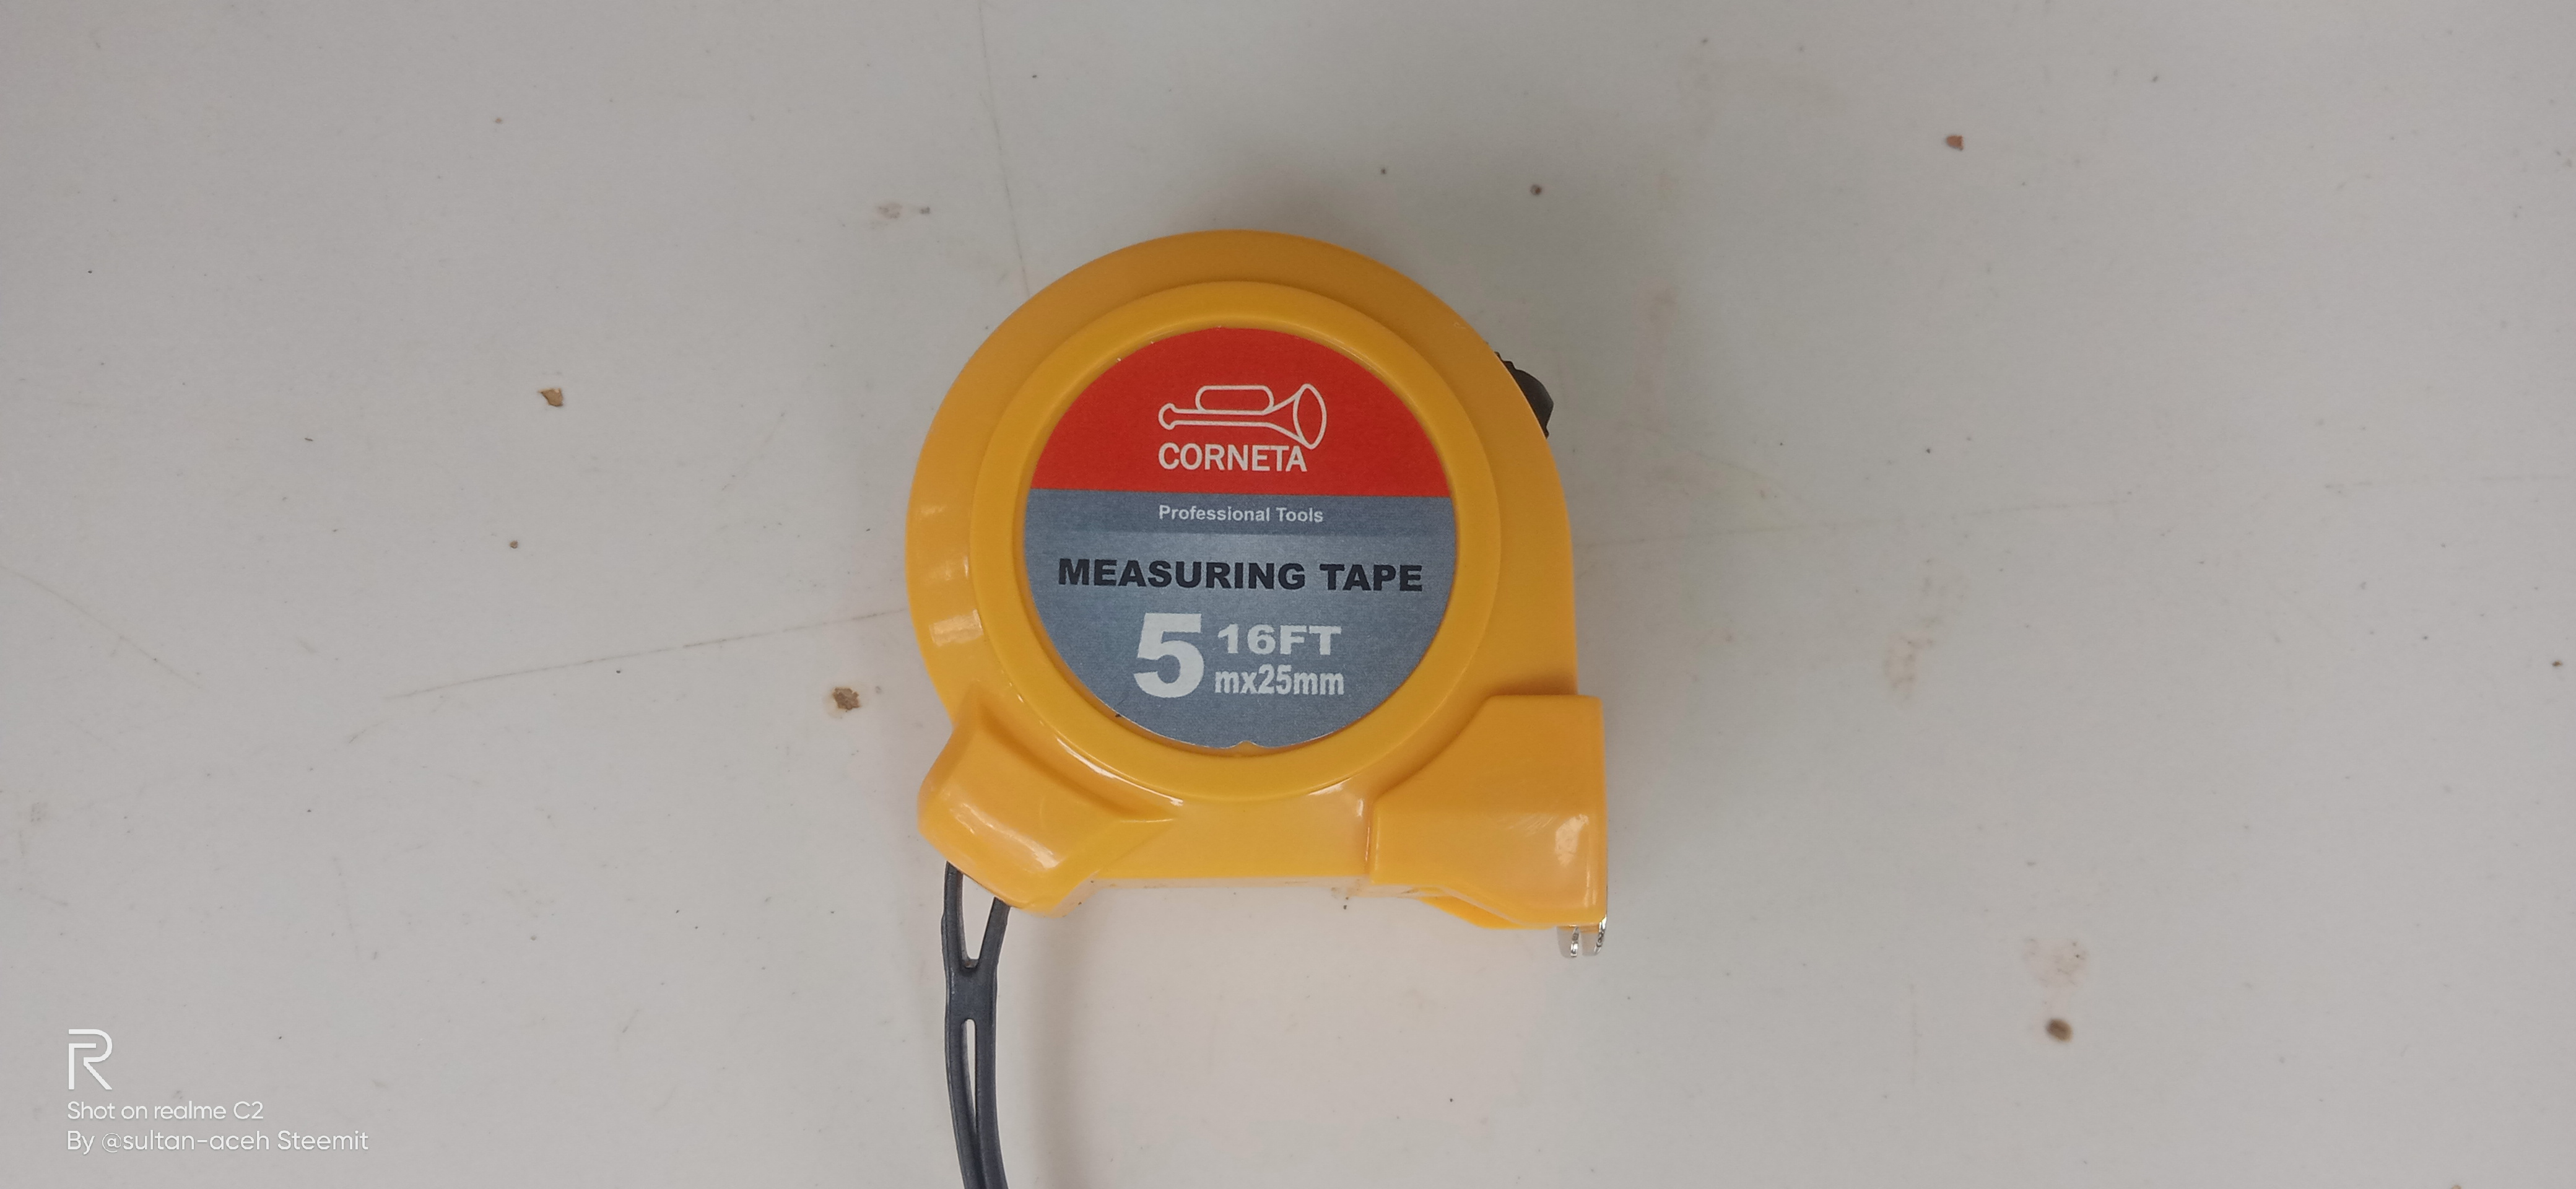 CORNETA
Professional Tools
MEASURING TAPE
5 16FT
mx25mm
R
Shot on realme C2
By @sultan-aceh Steemit